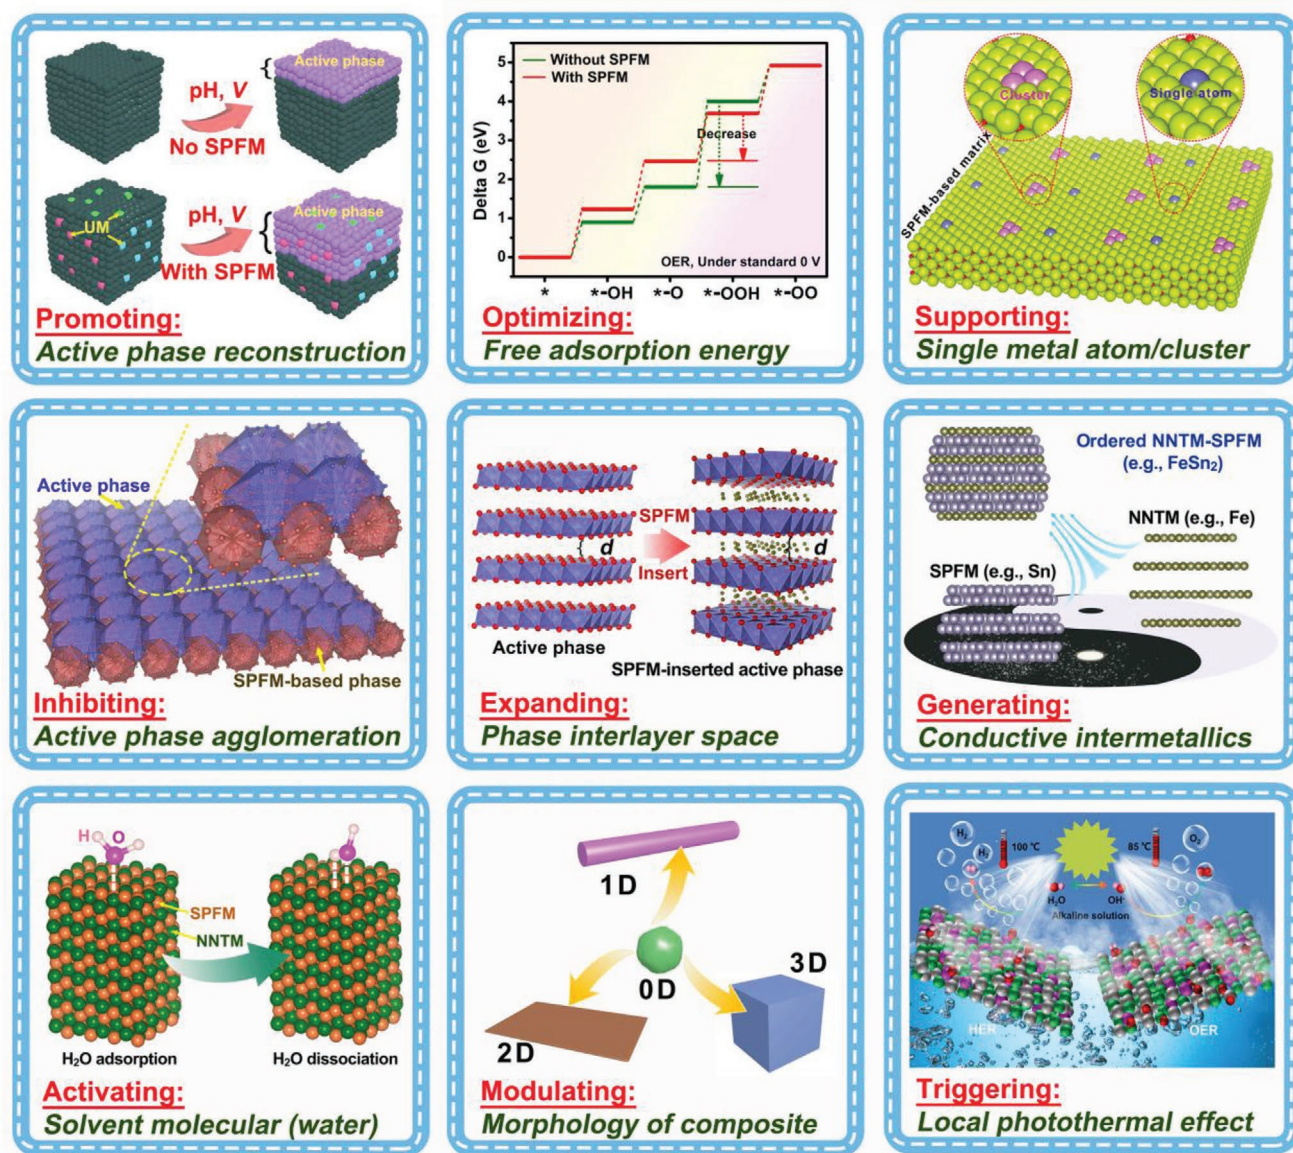 Active phase
pH, V
No SPFM
UM
pH, V
Active phase
With SPFM
Promoting:
Active phase reconstruction
Without SPFM
With SPFM
Decrease
Delta G (eV)
5
4
3
2
1
0
OER, Under standard 0 V
* *-OH *-O *-OOH *-OO
Optimizing:
Free adsorption energy
Cluster
Single atom
SPFM-based matrix
Supporting:
Single metal atom/cluster
Active phase
SPFM-based phase
Inhibiting:
Active phase agglomeration
SPFM
d
Insert
d
Active phase
SPFM-inserted active phase
Expanding:
Phase interlayer space
Ordered NNTM-SPFM
(e.g., FeSn₂)
NNTM (e.g., Fe)
SPFM (e.g., Sn)
Generating:
Conductive intermetallics
H O
SPFM
NNTM
H₂O adsorption
H₂O dissociation
Activating:
Solvent molecular (water)
1D
0D
2D
3D
Modulating:
Morphology of composite
H₂
H₂
100 ℃
85 ℃
O₂
H₂O
OH⁻
Alkaline solution
HER
OER
Triggering:
Local photothermal effect